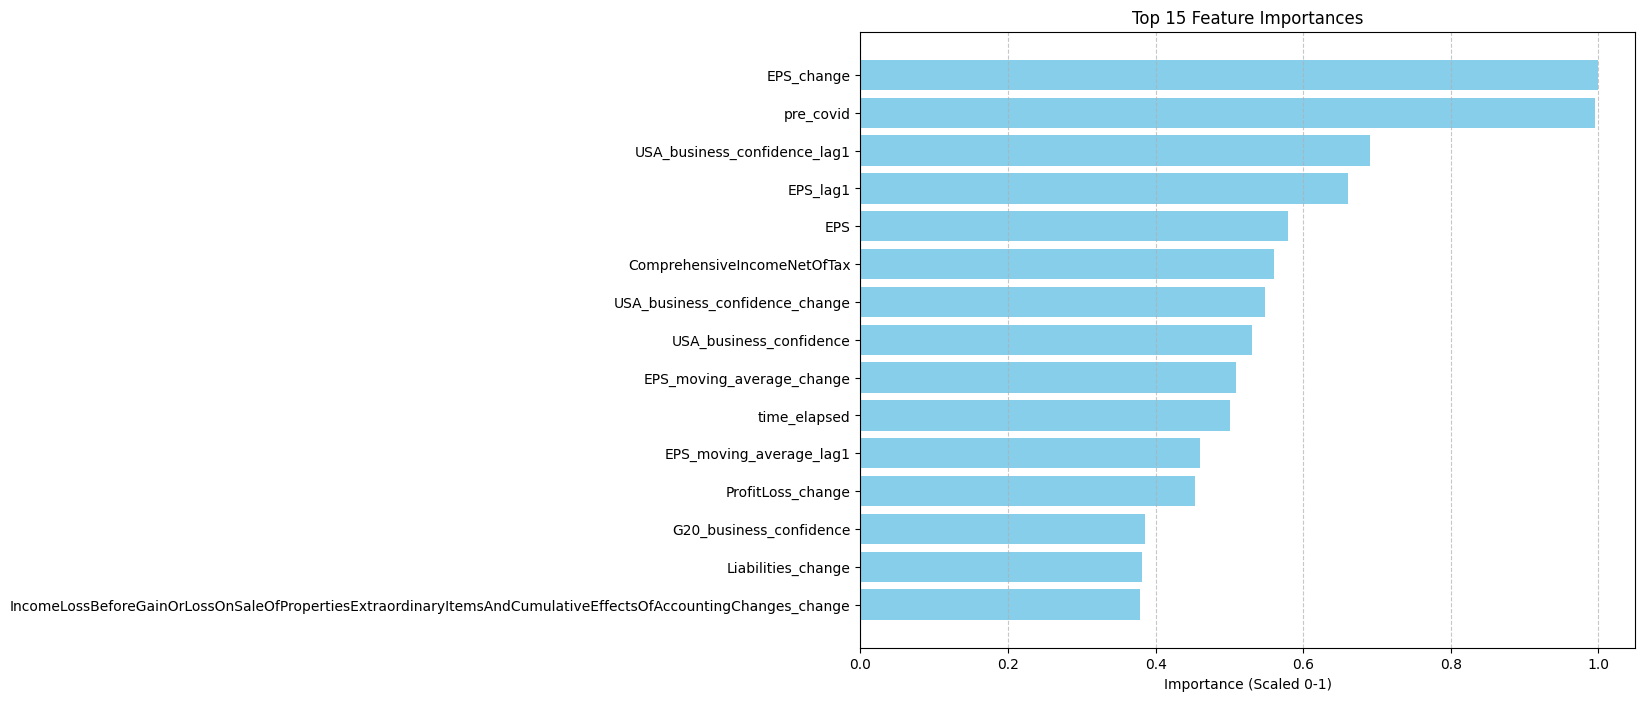 Top 15 Feature Importances
EPS_change
pre_covid
USA_business_confidence_lag1
EPS_lag1
EPS
ComprehensiveIncomeNetOfTax
USA_business_confidence_change
USA_business_confidence
EPS_moving_average_change
time_elapsed
EPS_moving_average_lag1
ProfitLoss_change
G20_business_confidence
Liabilities_change
IncomeLossBeforeGainOrLossOnSaleOfPropertiesExtraordinaryItemsAndCumulativeEffectsOfAccountingChanges_change
0.0 0.2 0.4 0.6 0.8 1.0
Importance (Scaled 0-1)